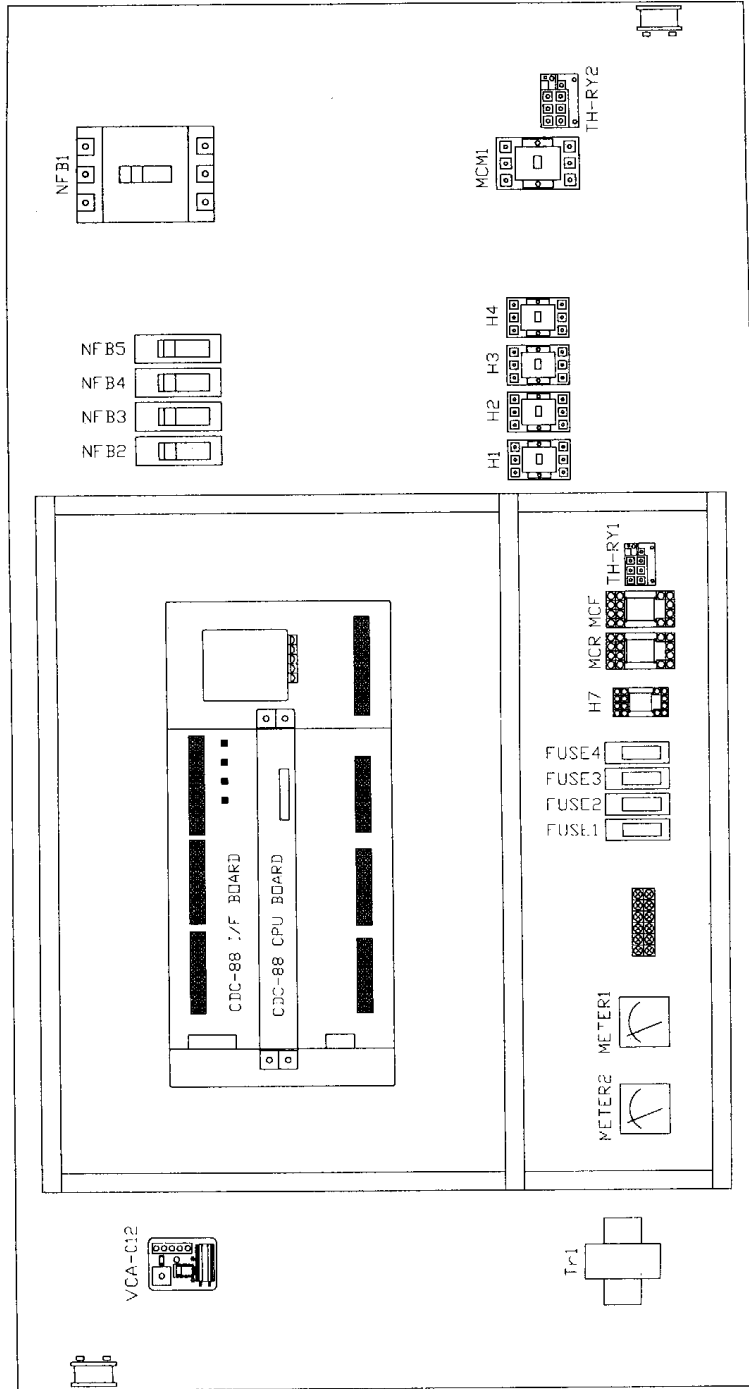 NFB1
TH-RY2
MCM1
NFB5
NFB4
NFB3
NFB2
H4
H3
H2
H1
TH-RY1
MCR MCF
H7
FUSE4
FUSE3
FUSE2
FUSE1
CDC-88 I/F BOARD
CDC-88 CPU BOARD
METER1
METER2
VCA-C12
Tr1